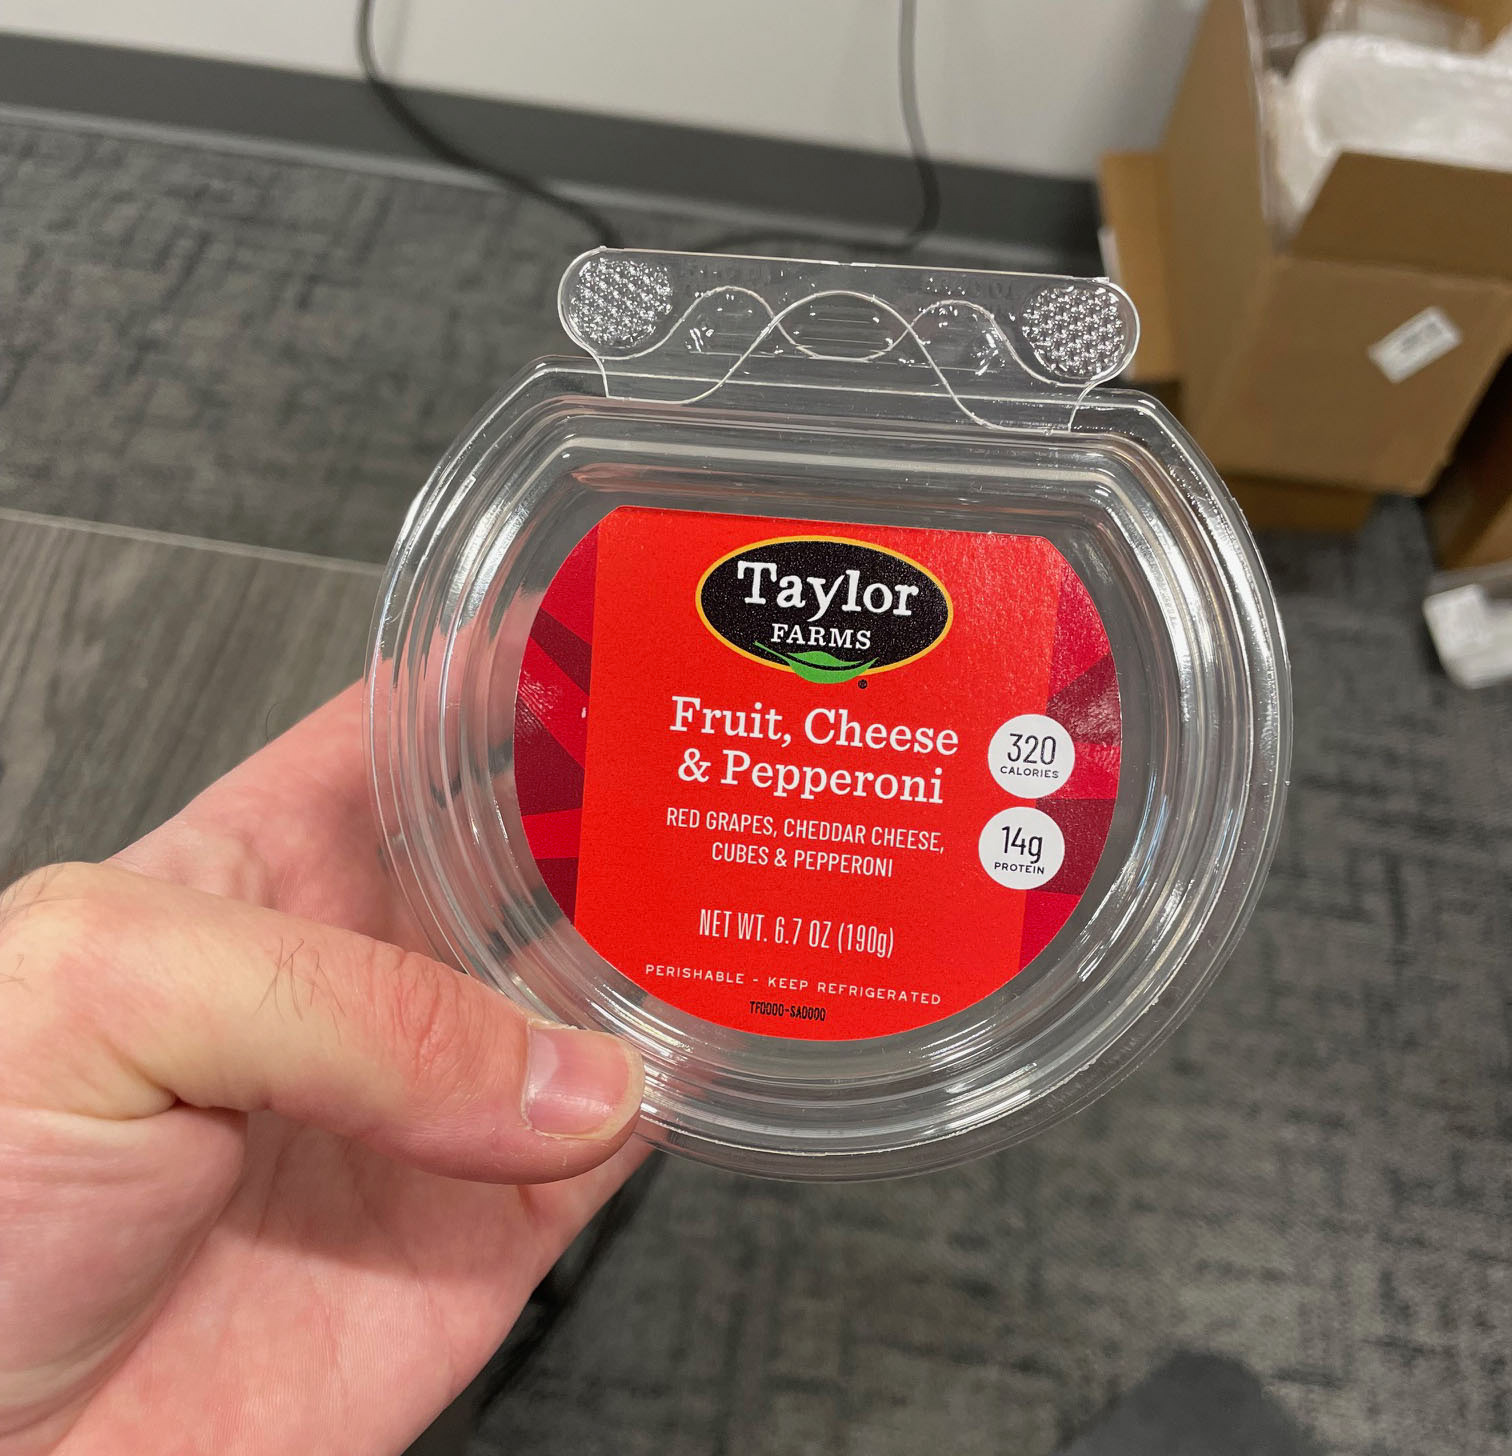 Taylor
FARMS
Fruit, Cheese
& Pepperoni
RED GRAPES, CHEDDAR CHEESE,
CUBES & PEPPERONI
320
CALORIES
14g
PROTEIN
NET WT. 6.7 OZ (190g)
PERISHABLE - KEEP REFRIGERATED
TF0000-SA0000